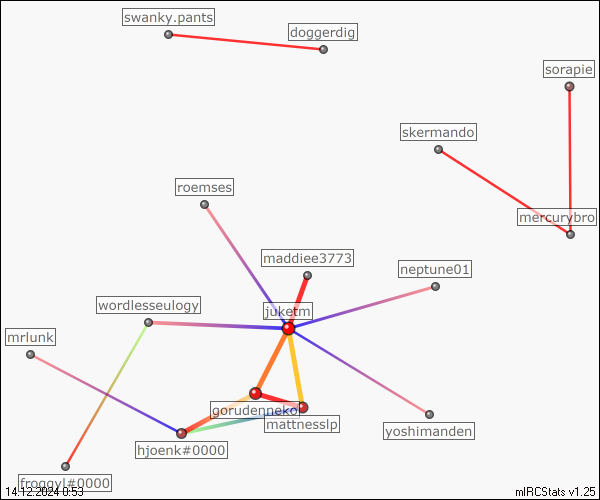 swanky.pants
doggerdig
sorapie
skermando
roemses
mercurybro
maddiee3773
neptune01
wordlesseulogy
juketm
mrlunk
gorudenneko
mattnesslp
yoshimanden
hjoenk#0000
froggyl#0000
14.12.2024 0:53
mIRCStats v1.25